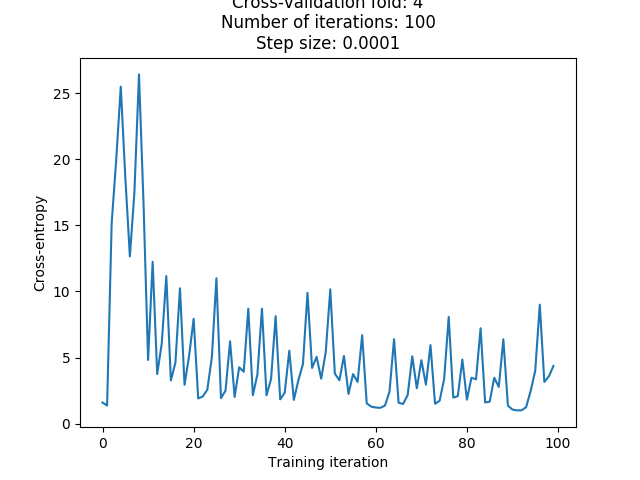 Cross-validation fold: 4
Number of iterations: 100
Step size: 0.0001
25
20
15
10
5
0
Cross-entropy
0 20 40 60 80 100
Training iteration